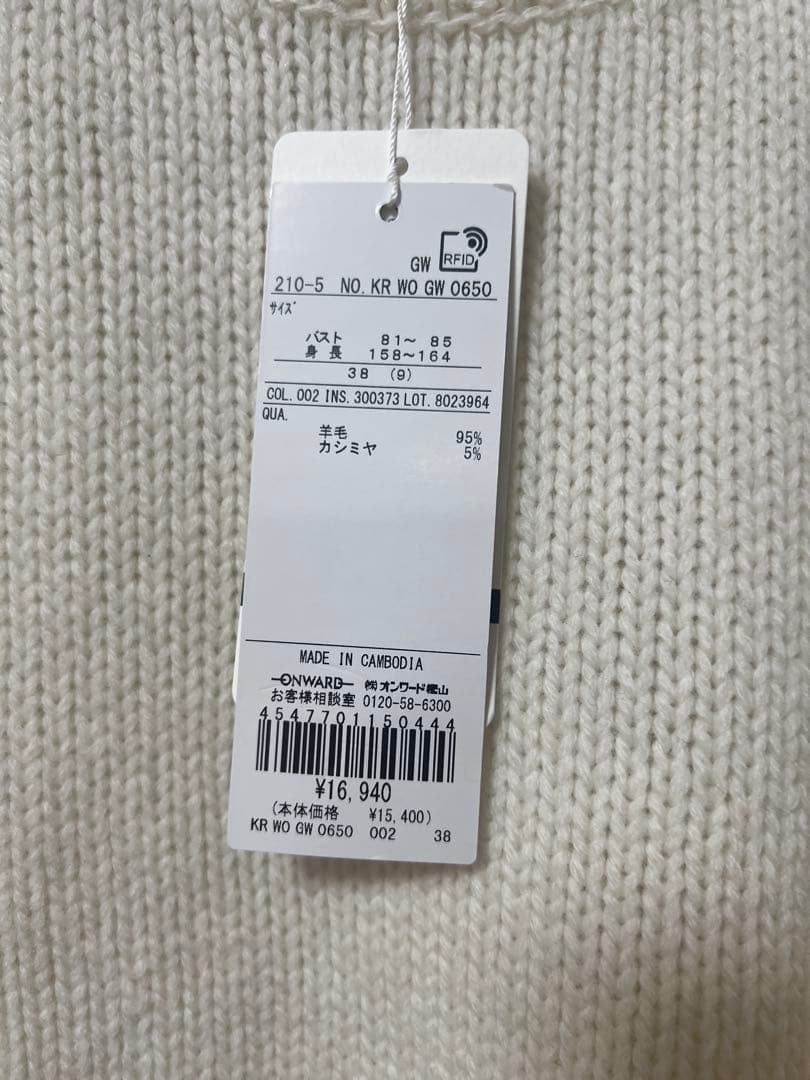 RFID
GW
210-5 NO. KR WO GW 0650
サイズ
バスト 81〜 85
身 長 158〜164
38 (9)
COL. 002 INS. 300373 LOT. 8023964
QUA.
羊毛 95%
カシミヤ 5%
MADE IN CAMBODIA
ONWARD ㈱オンワード樫山
お客様相談室 0120-58-6300
4547701150444
¥16,940
(本体価格 ¥15,400)
KR WO GW 0650 002 38